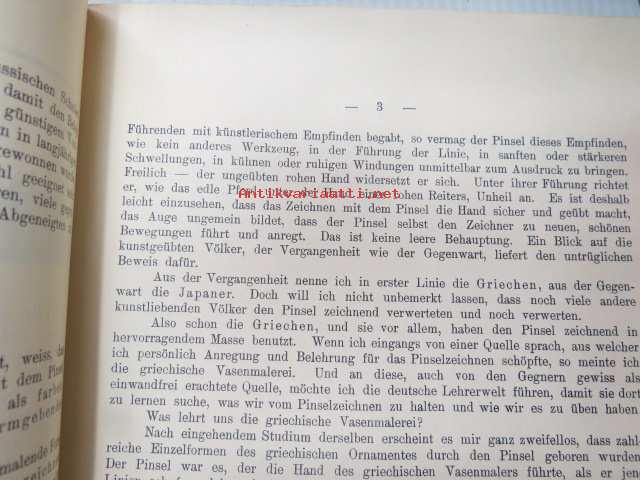 — 3 —
Führenden mit künstlerischem Empfinden begabt, so vermag der Pinsel dieses Empfinden,
wie kein anderes Werkzeug, in der Führung der Linie, in sanften oder stärkeren
Schwellungen, in kühnen oder ruhigen Windungen unmittelbar zum Ausdruck zu bringen.
Freilich — der ungeübten rohen Hand widersetzt er sich. Unter ihrer Führung richtet
er, wie das edle unter der Hand eines rohen Reiters, Unheil an. Es ist deshalb
antikvariaatti.net
leicht einzusehen, dass das Zeichnen mit dem Pinsel die Hand sicher und geübt macht,
das Auge ungemein bildet, dass der Pinsel selbst den Zeichner zu neuen, schönen
Bewegungen führt und anregt. Das ist keine leere Behauptung. Ein Blick auf die
kunstgeübten Völker, der Vergangenheit wie der Gegenwart, liefert den untrüglichen
Beweis dafür.
Aus der Vergangenheit nenne ich in erster Linie die Griechen, aus der Gegen-
wart die Japaner. Doch will ich nicht unbemerkt lassen, dass noch viele andere
kunstliebenden Völker den Pinsel zeichnend verwerteten und noch verwerten.
Also schon die Griechen, und sie vor allem, haben den Pinsel zeichnend in
hervorragendem Masse benutzt. Wenn ich eingangs von einer Quelle sprach, aus welcher
ich persönlich Anregung und Belehrung für das Pinselzeichnen schöpfte, so meinte ich
die griechische Vasenmalerei. Und an diese, auch von den Gegnern gewiss als
einwandfrei erachtete Quelle, möchte ich die deutsche Lehrerwelt führen, damit sie dort
zu lernen suche, was wir vom Pinselzeichnen zu halten und wie wir es zu üben haben.
Was lehrt uns die griechische Vasenmalerei?
Nach eingehendem Studium derselben erscheint es mir ganz zweifellos, dass zahl-
reiche Einzelformen des griechischen Ornamentes durch den Pinsel geboren wurden.
Der Pinsel war es, der die Hand des griechischen Vasenmalers führte, als er jene